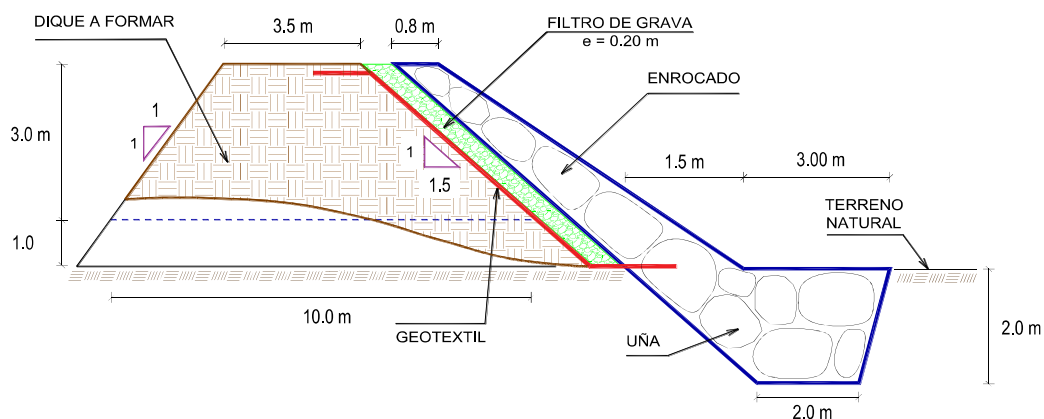 DIQUE A FORMAR
3.5 m
0.8 m
FILTRO DE GRAVA
e = 0.20 m
ENROCADO
3.0 m
1
1
1
1.5
1.5 m
3.00 m
TERRENO
NATURAL
1.0
10.0 m
GEOTEXTIL
UÑA
2.0 m
2.0 m